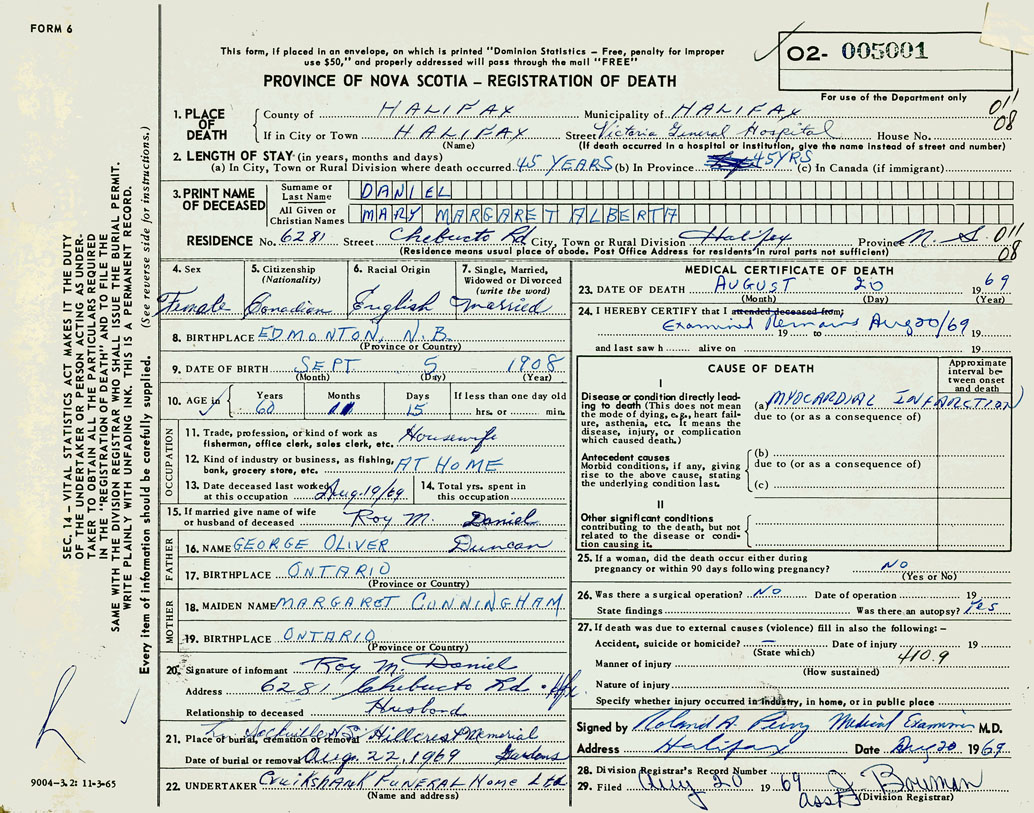 FORM 6
This form, if placed in an envelope, on which is printed "Dominion Statistics – Free, penalty for improper
use $50," and properly addressed will pass through the mail "FREE"
02- 005001
PROVINCE OF NOVA SCOTIA – REGISTRATION OF DEATH
For use of the Department only
011
08
1. PLACE OF DEATH
County of HALIFAX Municipality of HALIFAX
If in City or Town HALIFAX Street Victoria General Hospital House No.
(Name) (If death occurred in a hospital or institution, give the name instead of street and number)
2. LENGTH OF STAY (in years, months and days)
(a) In City, Town or Rural Division where death occurred 45 YEARS (b) In Province 45 YRS (c) In Canada (if immigrant)
3. PRINT NAME OF DECEASED
Surname or Last Name DANIEL
All Given or Christian Names MARY MARGARET ALBERTA
RESIDENCE No. 6281 Street Chebucto Rd City, Town or Rural Division Halifax Province N. S. 011
(Residence means usual place of abode. Post Office Address for residents in rural parts not sufficient) 08
4. Sex
Female
5. Citizenship
(Nationality)
Canadian
6. Racial Origin
English
7. Single, Married,
Widowed or Divorced
(write the word)
Married
8. BIRTHPLACE EDMONTON, N.B.
(Province or Country)
9. DATE OF BIRTH SEPT 5 1908
(Month) (Day) (Year)
10. AGE in Years Months Days If less than one day old
60 11 15 hrs. or min.
OCCUPATION
11. Trade, profession, or kind of work as
fisherman, office clerk, sales clerk, etc. Housewife
12. Kind of industry or business, as fishing,
bank, grocery store, etc. AT HOME
13. Date deceased last worked
at this occupation Aug. 19/69
14. Total yrs. spent in
this occupation
15. If married give name of wife
or husband of deceased Roy M. Daniel
FATHER
16. NAME GEORGE OLIVER Duncan
17. BIRTHPLACE ONTARIO
(Province or Country)
MOTHER
18. MAIDEN NAME MARGARET CUNNINGHAM
19. BIRTHPLACE ONTARIO
(Province or Country)
20. Signature of informant Roy M. Daniel
Address 6281 Chebucto Rd. Hfx
Relationship to deceased Husband
21. Place of burial, cremation or removal Sackville N.S. Hillcrest Memorial
Date of burial or removal Aug. 22, 1969 Gardens
22. UNDERTAKER Cruikshank Funeral Home Ltd
(Name and address)
MEDICAL CERTIFICATE OF DEATH
23. DATE OF DEATH AUGUST 20 1969
(Month) (Day) (Year)
24. I HEREBY CERTIFY that I attended deceased from:
Examined Remains Aug 20/69
19 to 19
and last saw h alive on 19
CAUSE OF DEATH
Approximate
interval be-
tween onset
and death
I
Disease or condition directly lead-
ing to death (This does not mean
the mode of dying, e.g., heart fail-
ure, asthenia, etc. It means the
disease, injury, or complication
which caused death.)
(a) MYOCARDIAL INFARCTION
due to (or as a consequence of)
Antecedent causes
Morbid conditions, if any, giving
rise to the above cause, stating
the underlying condition last.
(b)
due to (or as a consequence of)
(c)
II
Other significant conditions
contributing to the death, but not
related to the disease or condi-
tion causing it.
25. If a woman, did the death occur either during
pregnancy or within 90 days following pregnancy? NO
(Yes or No)
26. Was there a surgical operation? NO Date of operation 19
State findings Was there an autopsy? Yes
27. If death was due to external causes (violence) fill in also the following: –
Accident, suicide or homicide? – Date of injury 19
(State which) 410.9
Manner of injury
(How sustained)
Nature of injury
Specify whether injury occurred in industry, in home, or in public place
Signed by Roland A. Perry Medical Examiner M.D.
Address Halifax Date Aug 20 1969
28. Division Registrar's Record Number
29. Filed Aug 20 1969 J. Bowman
Asst (Division Registrar)
SEC. 14 – VITAL STATISTICS ACT MAKES IT THE DUTY
OF THE UNDERTAKER OR PERSON ACTING AS UNDER-
TAKER TO OBTAIN ALL THE PARTICULARS REQUIRED
IN THE "REGISTRATION OF DEATH" AND TO FILE THE
SAME WITH THE DIVISION REGISTRAR WHO SHALL ISSUE THE BURIAL PERMIT.
WRITE PLAINLY WITH UNFADING INK. THIS IS A PERMANENT RECORD.
Every item of information should be carefully supplied. (See reverse side for instructions.)
9004–3.2: 11-3-65